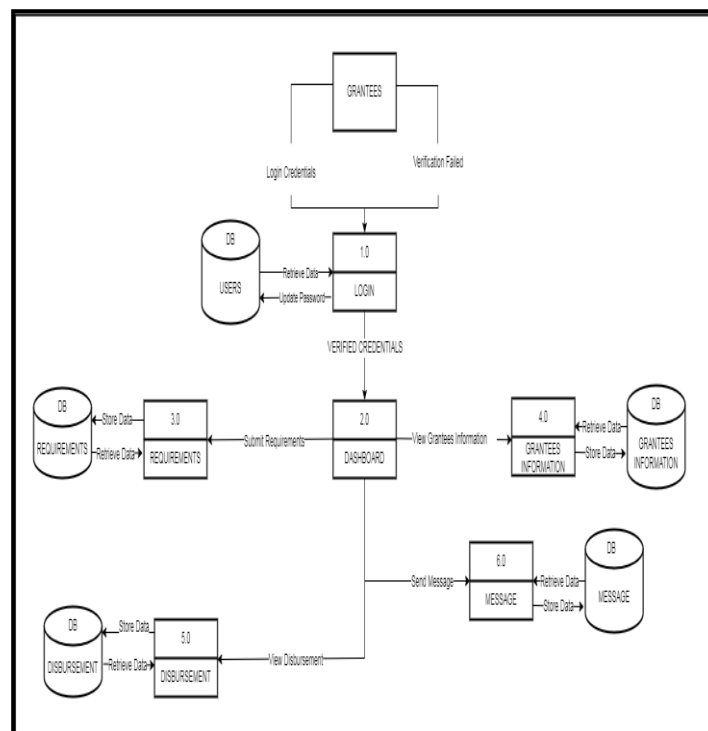 GRANTEES
Login Credentials
Verification Failed
DB
USERS
Retrieve Data
Update Password
1.0
LOGIN
VERIFIED CREDENTIALS
DB
REQUIREMENTS
Store Data
Retrieve Data
3.0
REQUIREMENTS
Submit Requirements
2.0
DASHBOARD
View Grantees Information
4.0
GRANTEES
INFORMATION
Retrieve Data
Store Data
DB
GRANTEES
INFORMATION
Send Message
6.0
MESSAGE
Retrieve Data
Store Data
DB
MESSAGE
DB
DISBURSEMENT
Store Data
Retrieve Data
5.0
DISBURSEMENT
View Disbursement